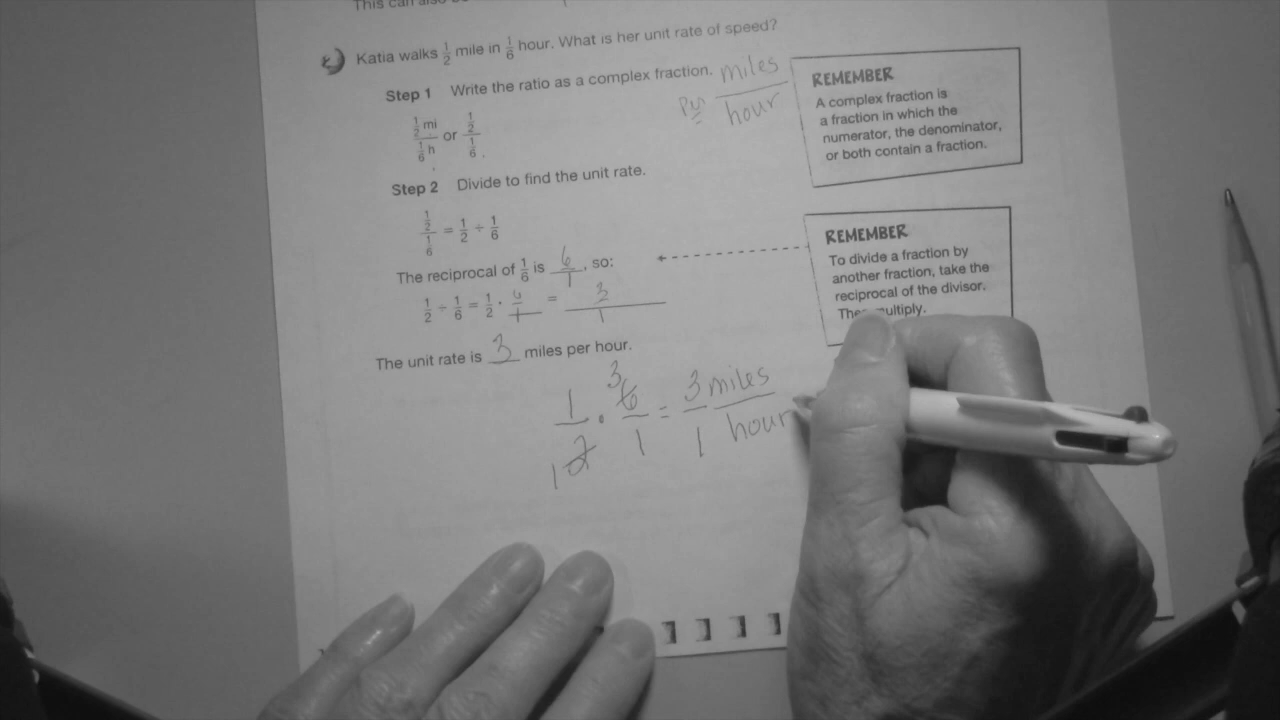 This can also
Katia walks 1/2 mile in 1/6 hour. What is her unit rate of speed?
Step 1 Write the ratio as a complex fraction.
miles
Per
hour
1/2 mi or 1/2
1/6 h 1/6
Step 2 Divide to find the unit rate.
1/2 / 1/6 = 1/2 ÷ 1/6
The reciprocal of 1/6 is 6/1, so:
1/2 ÷ 1/6 = 1/2 · 6/1 = 3/1
The unit rate is 3 miles per hour.
3
1/2 · 6/1 = 3/1 miles/hour
1
REMEMBER
A complex fraction is
a fraction in which the
numerator, the denominator,
or both contain a fraction.
REMEMBER
To divide a fraction by
another fraction, take the
reciprocal of the divisor.
multiply.